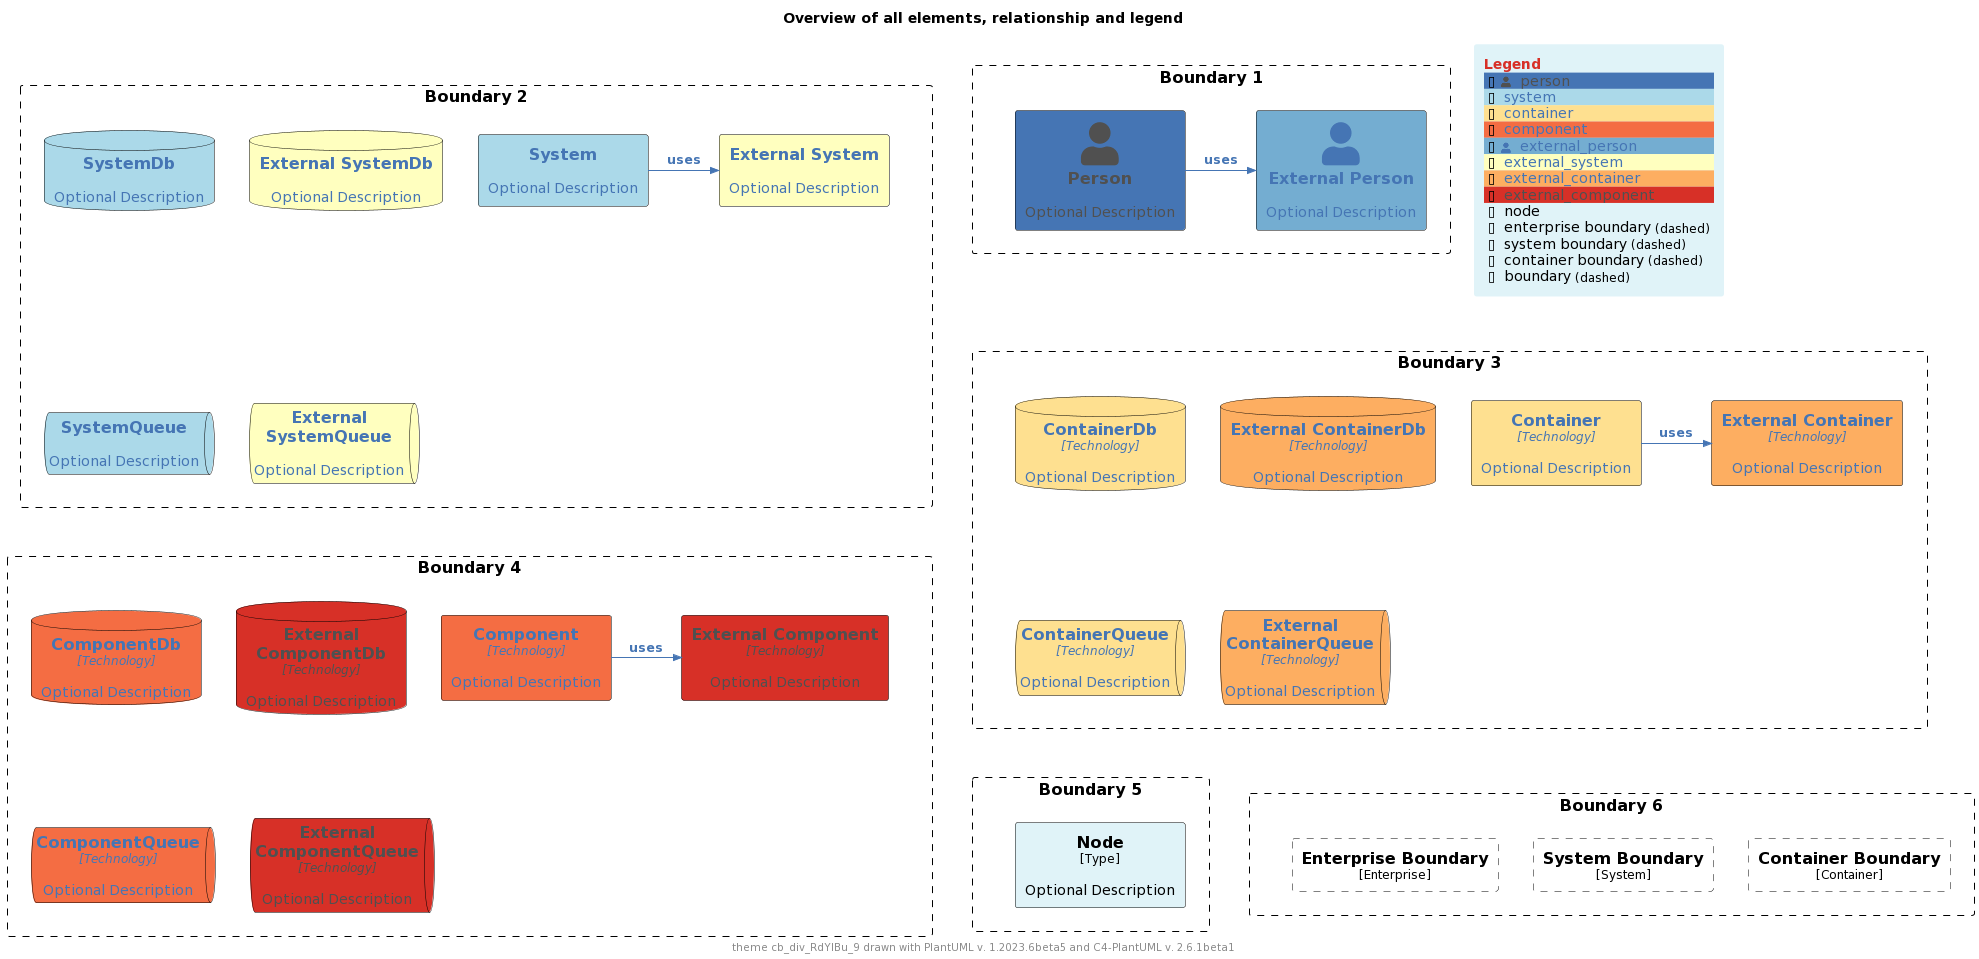 Overview of all elements, relationship and legend
Boundary 2
SystemDb
Optional Description
External SystemDb
Optional Description
System
Optional Description
uses
External System
Optional Description
SystemQueue
Optional Description
External
SystemQueue
Optional Description
Boundary 1
Person
Optional Description
uses
External Person
Optional Description
Legend
person
system
container
component
external_person
external_system
external_container
external_component
node
enterprise boundary (dashed)
system boundary (dashed)
container boundary (dashed)
boundary (dashed)
Boundary 3
ContainerDb
[Technology]
Optional Description
External ContainerDb
[Technology]
Optional Description
Container
[Technology]
Optional Description
uses
External Container
[Technology]
Optional Description
ContainerQueue
[Technology]
Optional Description
External
ContainerQueue
[Technology]
Optional Description
Boundary 4
ComponentDb
[Technology]
Optional Description
External
ComponentDb
[Technology]
Optional Description
Component
[Technology]
Optional Description
uses
External Component
[Technology]
Optional Description
ComponentQueue
[Technology]
Optional Description
External
ComponentQueue
[Technology]
Optional Description
Boundary 5
Node
[Type]
Optional Description
Boundary 6
Enterprise Boundary
[Enterprise]
System Boundary
[System]
Container Boundary
[Container]
theme cb_div_RdYlBu_9 drawn with PlantUML v. 1.2023.6beta5 and C4-PlantUML v. 2.6.1beta1